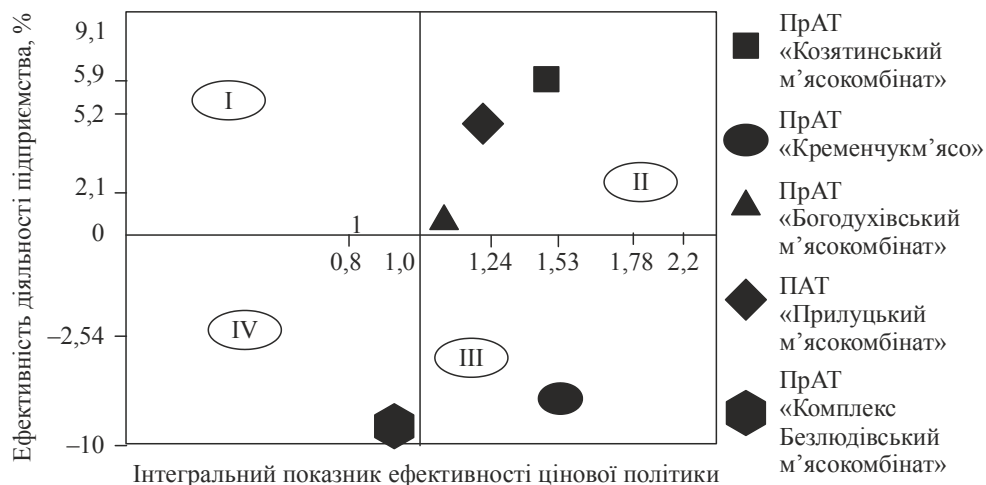 Ефективність діяльності підприємства, %
9,1
5,9
5,2
2,1
0
–2,54
–10
I
II
1
0,8
1,0
1,24
1,53
1,78
2,2
IV
III
Інтегральний показник ефективності цінової політики
ПрАТ
«Козятинський
м’ясокомбінат»
ПрАТ
«Кременчукм’ясо»
ПрАТ
«Богодухівський
м’ясокомбінат»
ПАТ
«Прилуцький
м’ясокомбінат»
ПрАТ
«Комплекс
Безлюдівський
м’ясокомбінат»